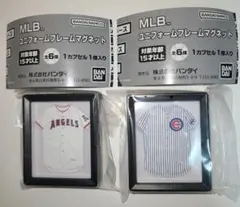 MLB™
ユニフォームフレームマグネット
対象年齢
15才以上
全6種
1カプセル1個入り
株式会社バンダイ
BANDAI
MLB™
ユニフォームフレームマグネット
対象年齢
15才以上
全6種
1カプセル1個入り
株式会社バンダイ
BANDAI
ANGELS